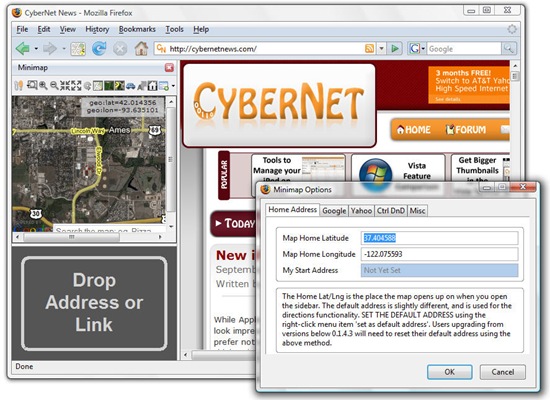 CyberNet News - Mozilla Firefox
File Edit View History Bookmarks Tools Help
http://cybernetnews.com/
Google
Minimap
geo:lat=42.014356
geo:lon=-93.635101
Lincoln Way
Ames
69
30
Search the map, eg. Pizza
Drop
Address or
Link
Done
CYBERNET
3 months FREE!
Switch to AT&T Yahoo
High Speed Internet
See details
HOME FORUM
POPULAR
Tools to
Manage your
iPod on
Vista
Feature
Comparison
Get Bigger
Thumbnails
in the
TODAY
New i
September
Written b
While Appl
look impre
prefer not
Minimap Options
Home Address Google Yahoo Ctrl DnD Misc
Map Home Latitude 37.404588
Map Home Longitude -122.075593
My Start Address Not Yet Set
The Home Lat/Lng is the place the map opens up on when you open
the sidebar. The default address is slightly different, and is used for the
directions functionality. SET THE DEFAULT ADDRESS using the
right-click menu item 'set as default address'. Users upgrading from
versions below 0.1.4.3 will need to reset their default address using the
above method.
OK Cancel